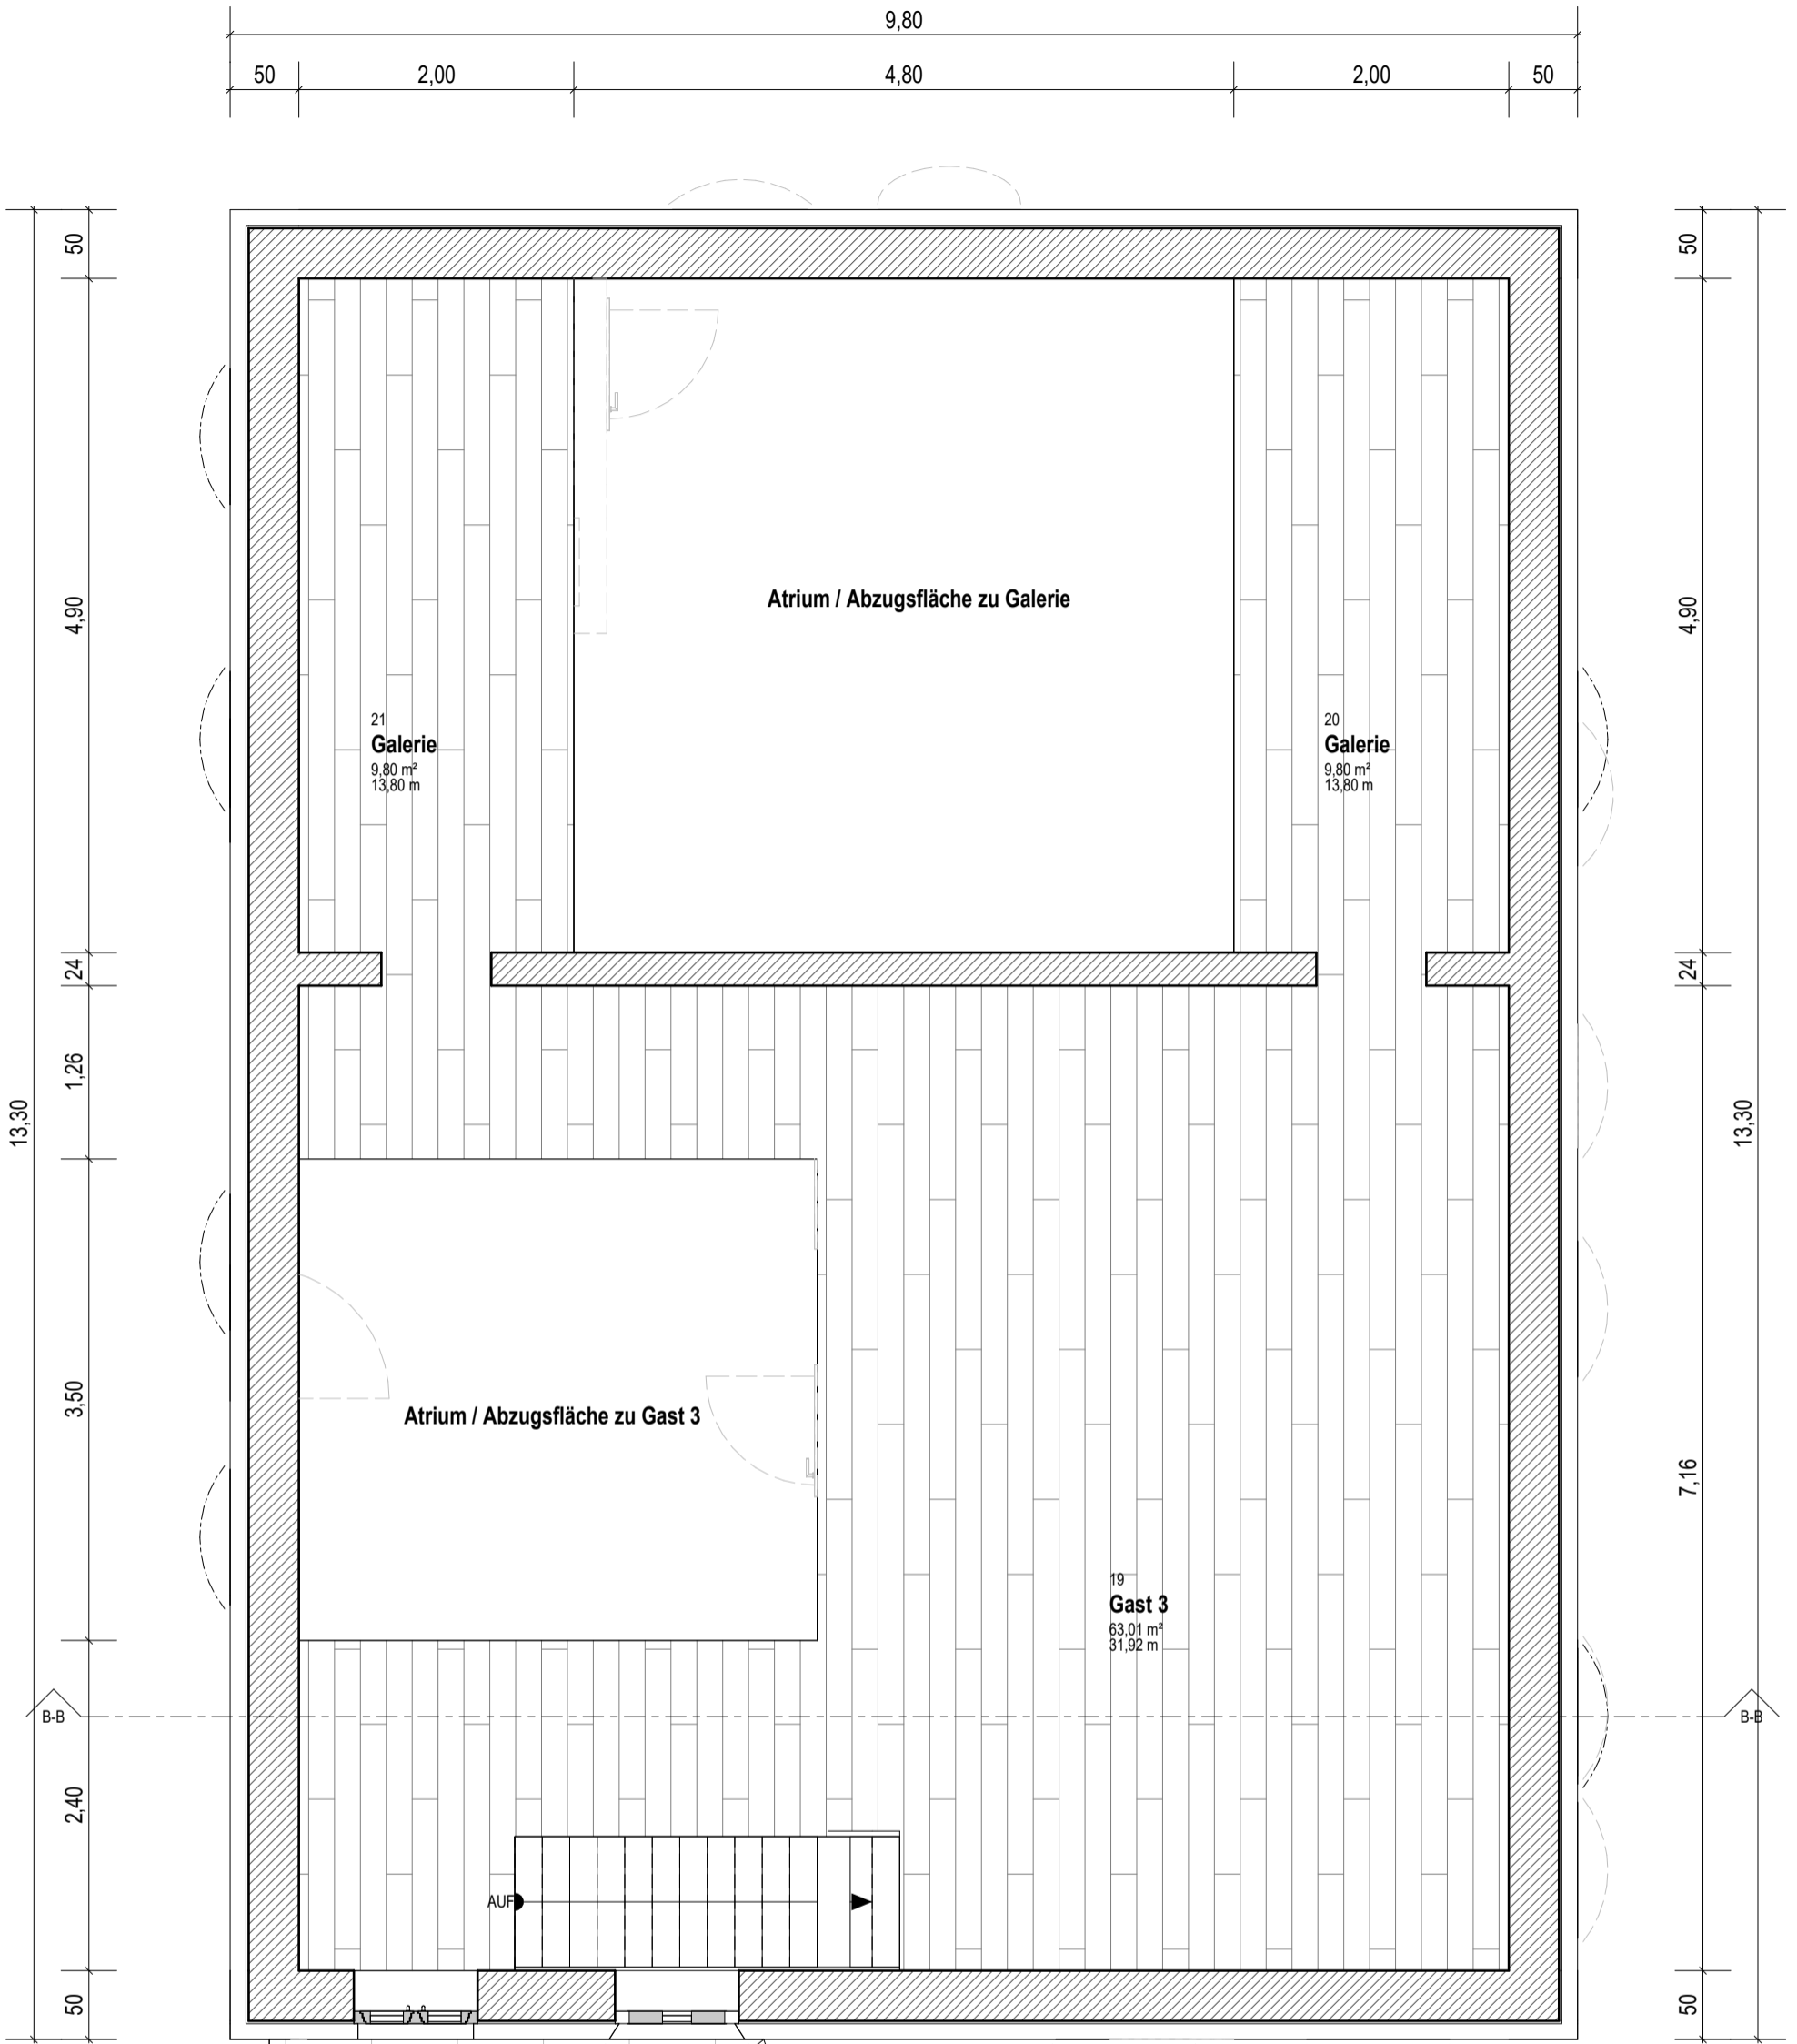 9,80
50 2,00 4,80 2,00 50
50
50
4,90
4,90
Atrium / Abzugsfläche zu Galerie
21
Galerie
9,80 m²
13,80 m
20
Galerie
9,80 m²
13,80 m
24
24
1,26
13,30
13,30
3,50
Atrium / Abzugsfläche zu Gast 3
7,16
19
Gast 3
63,01 m²
31,92 m
B-B
B-B
2,40
AUF
50
50